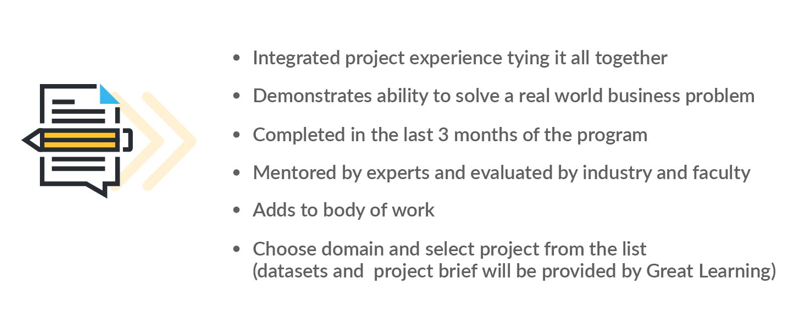 • Integrated project experience tying it all together
• Demonstrates ability to solve a real world business problem
• Completed in the last 3 months of the program
• Mentored by experts and evaluated by industry and faculty
• Adds to body of work
• Choose domain and select project from the list
(datasets and project brief will be provided by Great Learning)